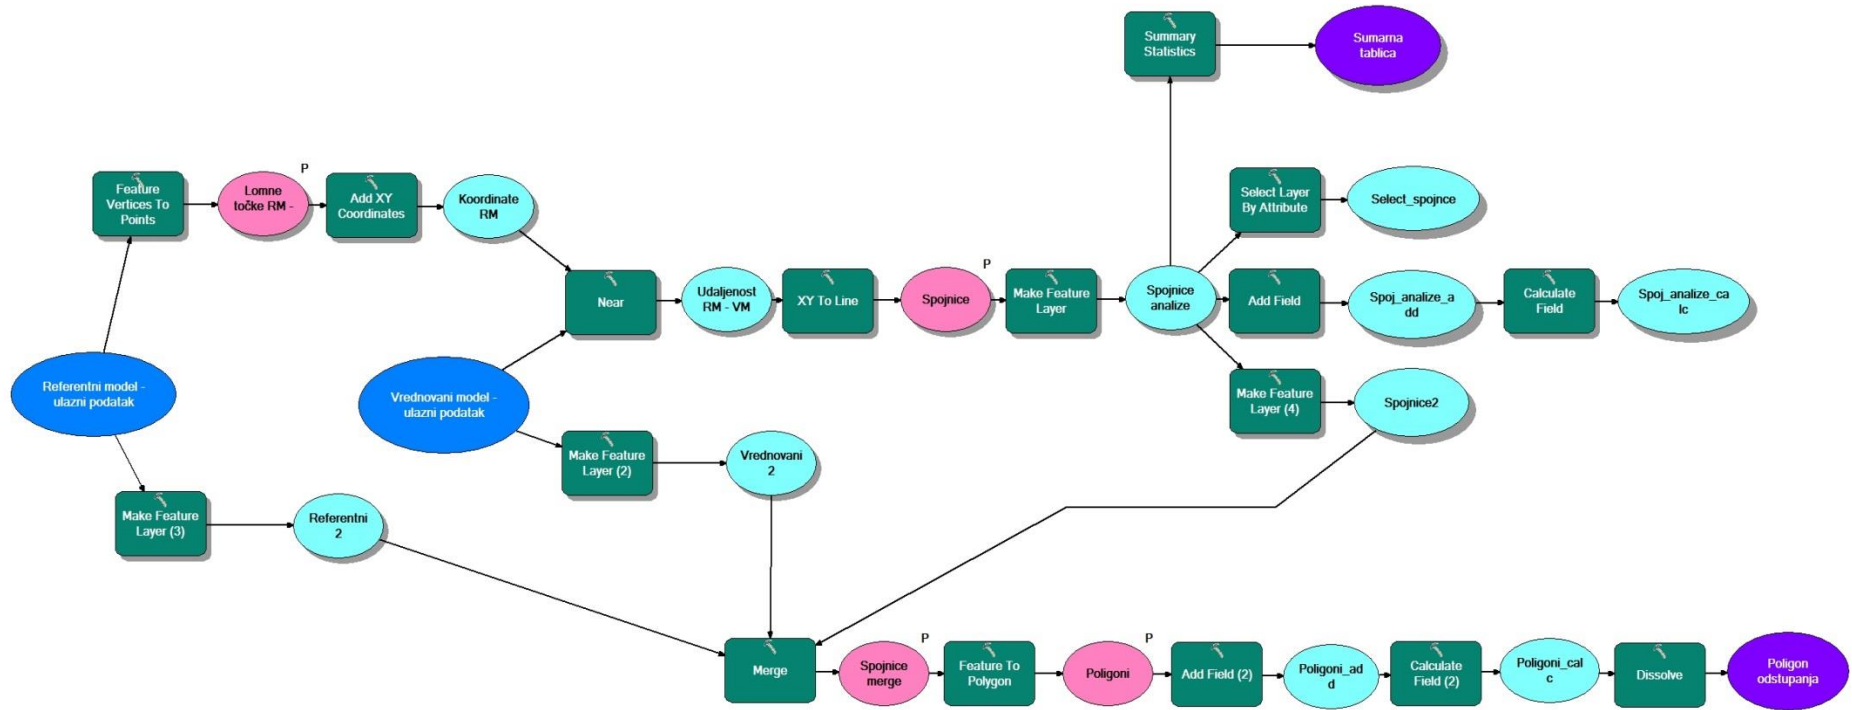 Summary
Statistics
Sumarna
tablica
Feature
Vertices To
Points
P
Lomne
točke RM -
Add XY
Coordinates
Koordinate
RM
Select Layer
By Attribute
Select_spojnce
Near
Udaljenost
RM - VM
XY To Line
P
Spojnice
Make Feature
Layer
Spojnice
analize
Add Field
Spoj_analize_a
dd
Calculate
Field
Spoj_analize_ca
lc
Referentni model -
ulazni podatak
Vrednovani model -
ulazni podatak
Make Feature
Layer (4)
Spojnice2
Make Feature
Layer (2)
Vrednovani
2
Make Feature
Layer (3)
Referentni
2
Merge
P
Spojnice
merge
Feature To
Polygon
P
Poligoni
Add Field (2)
Poligoni_ad
d
Calculate
Field (2)
Poligoni_cal
c
Dissolve
Poligon
odstupanja